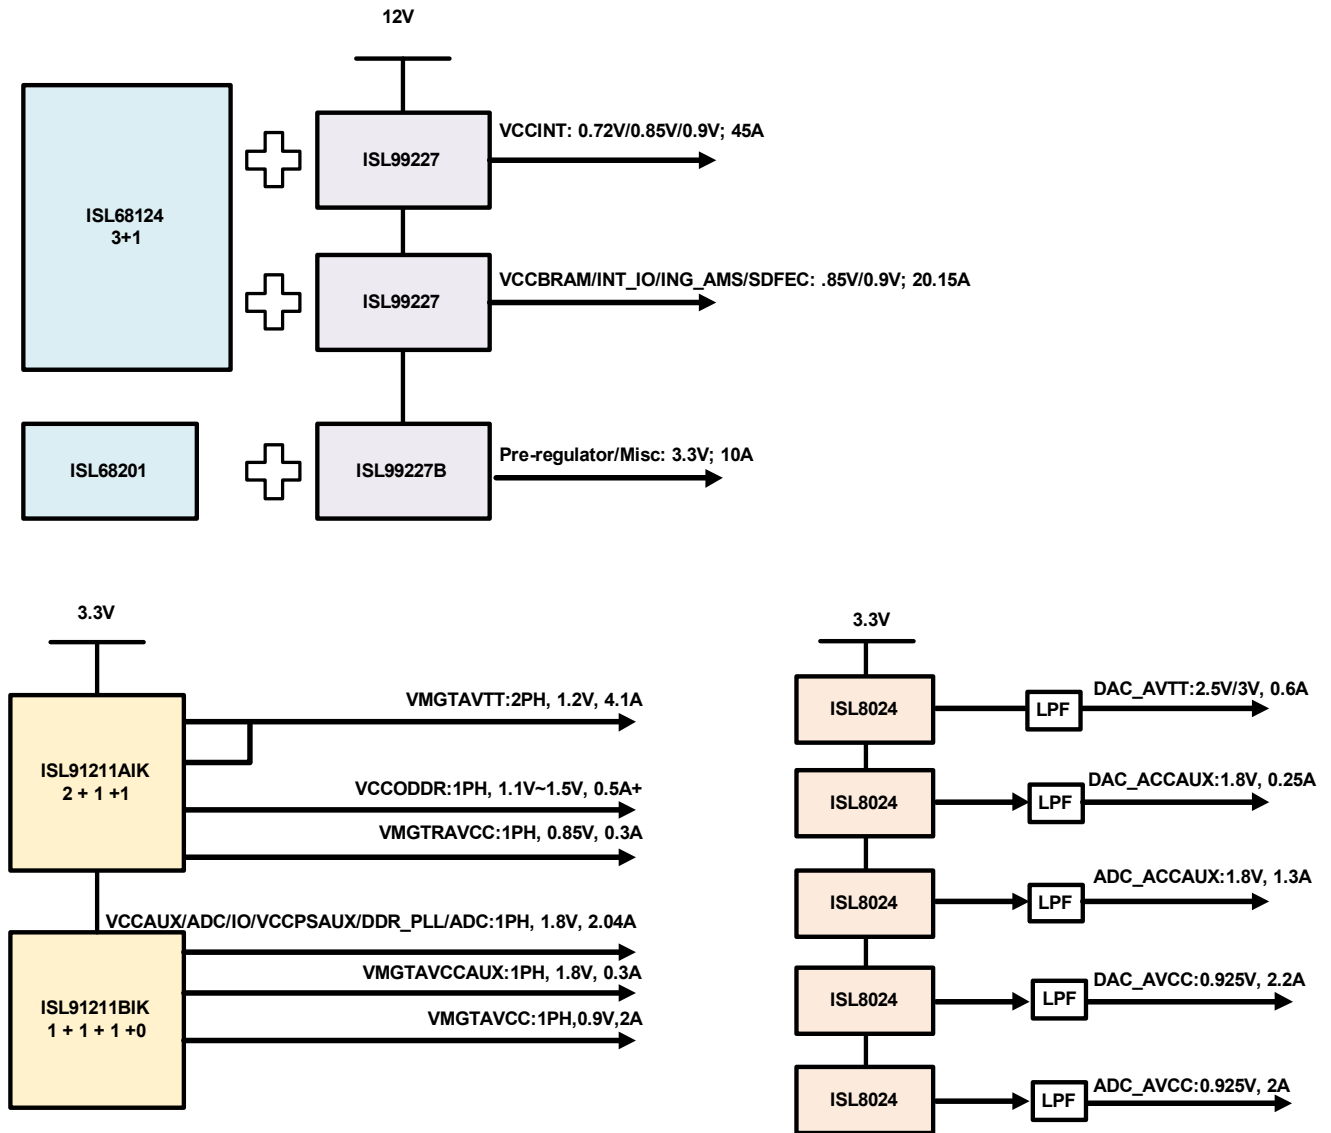 12V
ISL68124
3+1
ISL99227
VCCINT: 0.72V/0.85V/0.9V; 45A
ISL99227
VCCBRAM/INT_IO/ING_AMS/SDFEC: .85V/0.9V; 20.15A
ISL68201
ISL99227B
Pre-regulator/Misc: 3.3V; 10A
3.3V
ISL91211AIK
2 + 1 +1
VMGTAVTT:2PH, 1.2V, 4.1A
VCCODDR:1PH, 1.1V~1.5V, 0.5A+
VMGTRAVCC:1PH, 0.85V, 0.3A
VCCAUX/ADC/IO/VCCPSAUX/DDR_PLL/ADC:1PH, 1.8V, 2.04A
ISL91211BIK
1 + 1 + 1 +0
VMGTAVCCAUX:1PH, 1.8V, 0.3A
VMGTAVCC:1PH,0.9V,2A
3.3V
ISL8024
LPF
DAC_AVTT:2.5V/3V, 0.6A
ISL8024
LPF
DAC_ACCAUX:1.8V, 0.25A
ISL8024
LPF
ADC_ACCAUX:1.8V, 1.3A
ISL8024
LPF
DAC_AVCC:0.925V, 2.2A
ISL8024
LPF
ADC_AVCC:0.925V, 2A